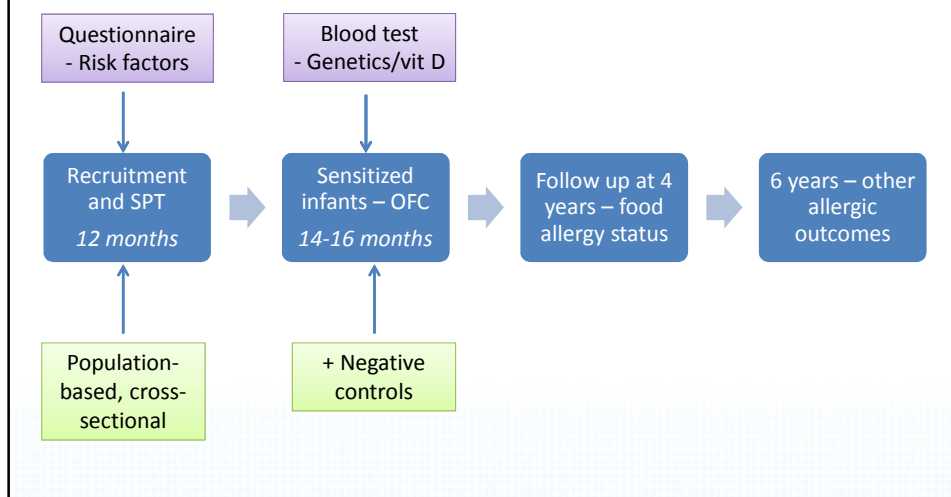 Questionnaire
- Risk factors
Blood test
- Genetics/vit D
Recruitment
and SPT
12 months
Sensitized
infants – OFC
14-16 months
Follow up at 4
years – food
allergy status
6 years – other
allergic
outcomes
Population-
based, cross-
sectional
+ Negative
controls